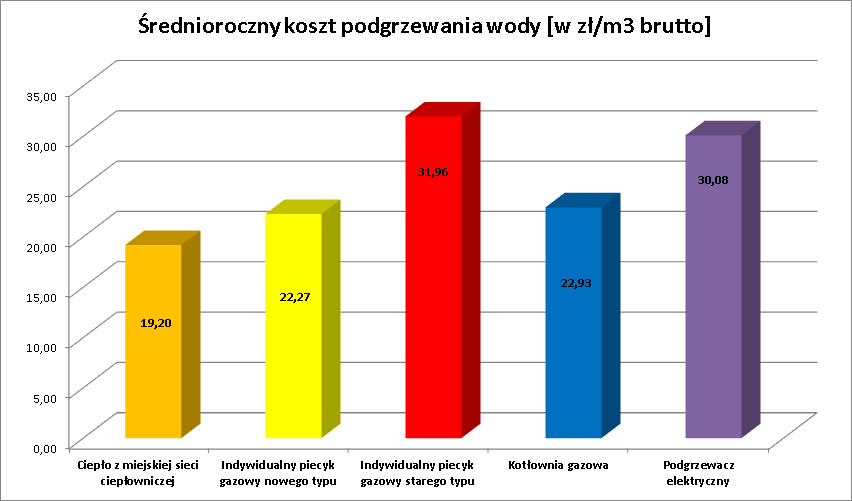 Średnioroczny koszt podgrzewania wody [w zł/m3 brutto]
35,00
30,00
25,00
20,00
15,00
10,00
5,00
0,00
19,20
22,27
31,96
22,93
30,08
Ciepło z miejskiej sieci
ciepłowniczej
Indywidualny piecyk
gazowy nowego typu
Indywidualny piecyk
gazowy starego typu
Kotłownia gazowa
Podgrzewacz
elektryczny